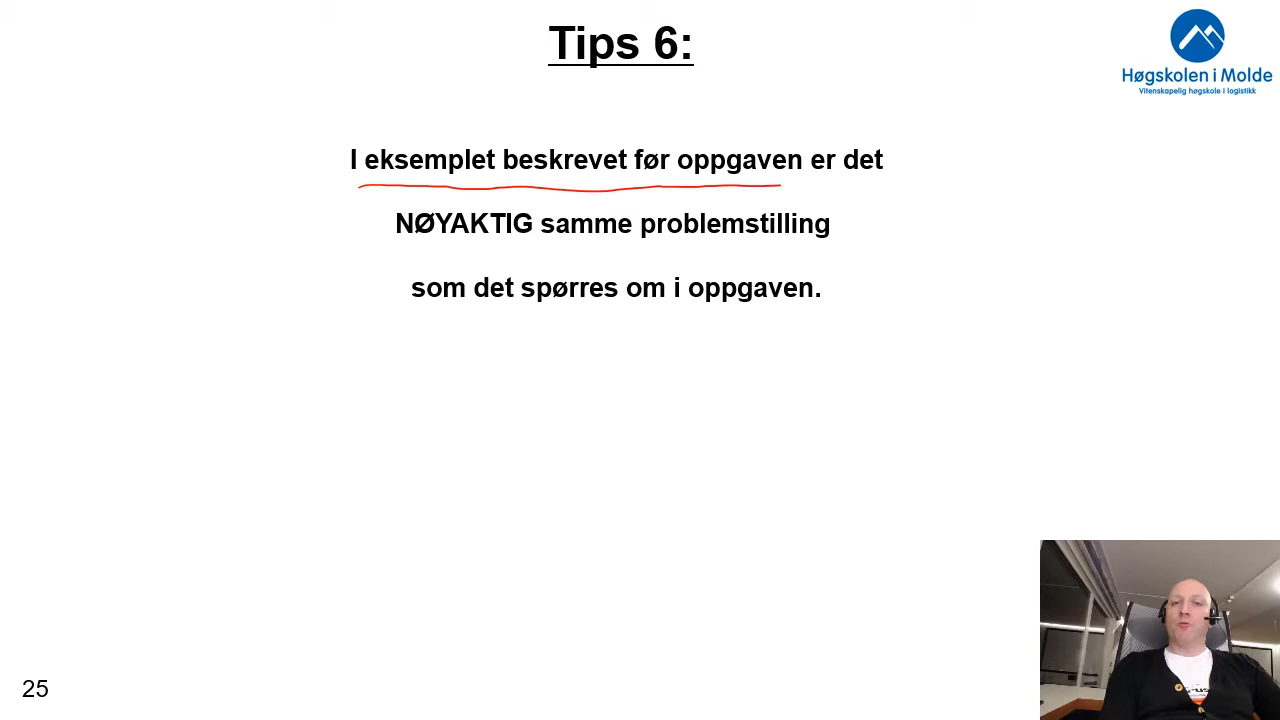 Tips 6:
Høgskolen i Molde
Vitenskapelig høgskole i logistikk
I eksemplet beskrevet før oppgaven er det
NØYAKTIG samme problemstilling
som det spørres om i oppgaven.
25